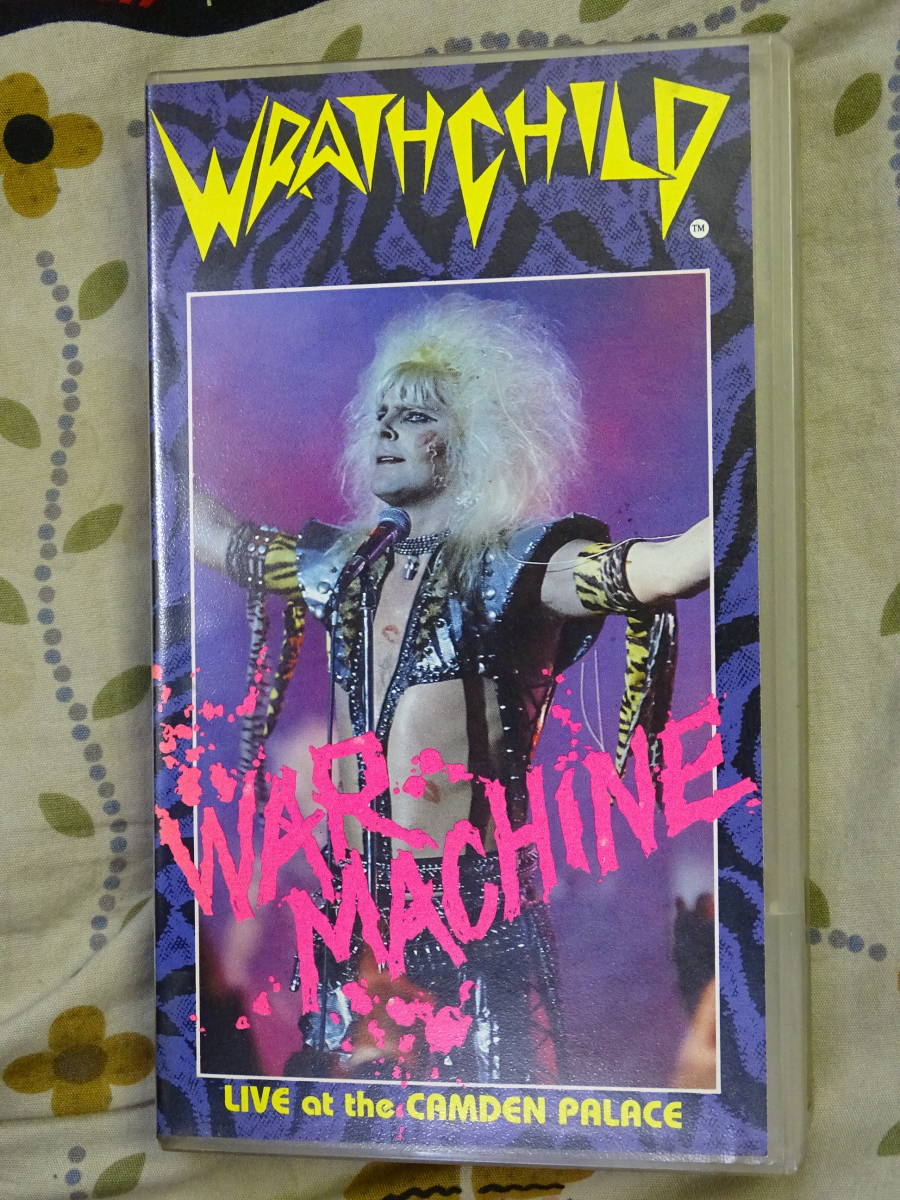 WRATHCHILD
TM
WAR
MACHiNE
LIVE at the CAMDEN PALACE